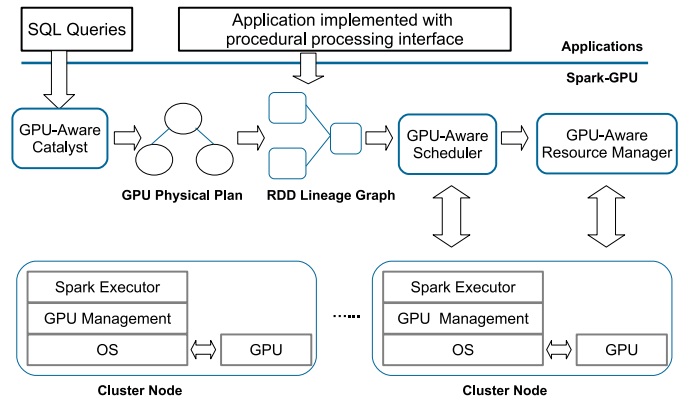 SQL Queries
Application implemented with
procedural processing interface
Applications
Spark-GPU
GPU-Aware
Catalyst
GPU Physical Plan
RDD Lineage Graph
GPU-Aware
Scheduler
GPU-Aware
Resource Manager
Spark Executor
GPU Management
OS
GPU
Cluster Node
......
Spark Executor
GPU Management
OS
GPU
Cluster Node